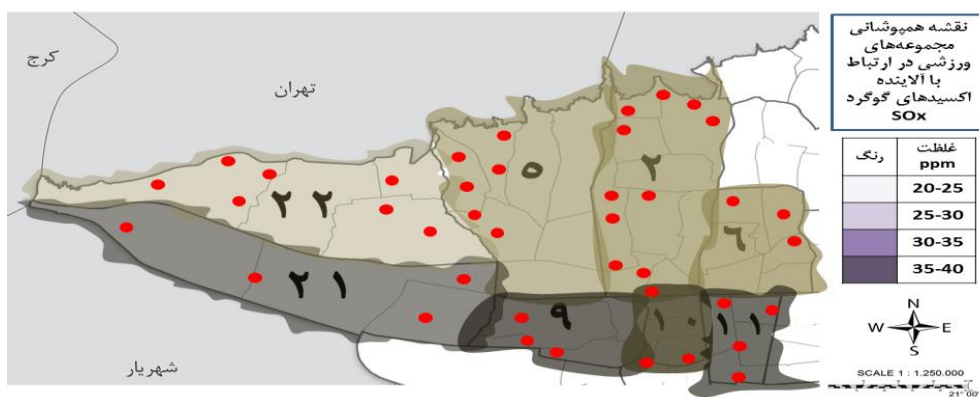 نقشه همپوشانی
مجموعه‌های
ورزشی در ارتباط
با آلاینده
اکسیدهای گوگرد
SOx
غلظت ppm
رنگ
20-25
25-30
30-35
35-40
N
W E
S
SCALE 1 : 1.250.000
کرج
تهران
شهریار
۵
۲
۶
۲۲
۲۱
۹
۱۰
۱۱